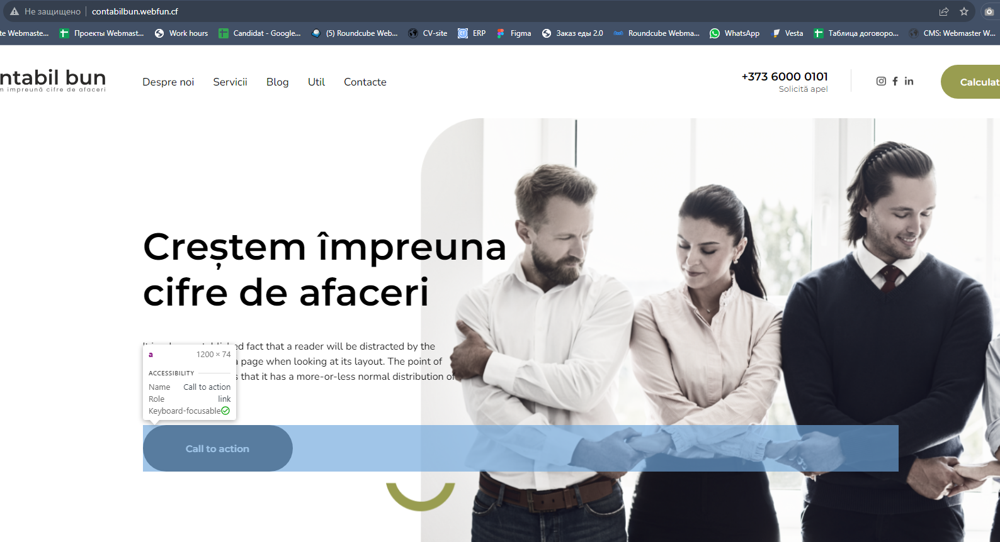 Не защищено contabilbun.webfun.cf
te Webmaste... Проекты Webmast... Work hours Candidat - Google... (5) Roundcube Web... CV-site ERP Figma Заказ еды 2.0 Roundcube Webma... WhatsApp Vesta Таблица договоро... CMS: Webmaster W...
ntabil bun
m impreună cifre de afaceri
Despre noi Servicii Blog Util Contacte
+373 6000 0101
Solicită apel
Calculat
Creștem împreuna
cifre de afaceri
fact that a reader will be distracted by the
a page when looking at its layout. The point of
that it has a more-or-less normal distribution of
a 1200 × 74
ACCESSIBILITY
Name Call to action
Role link
Keyboard-focusable
Call to action